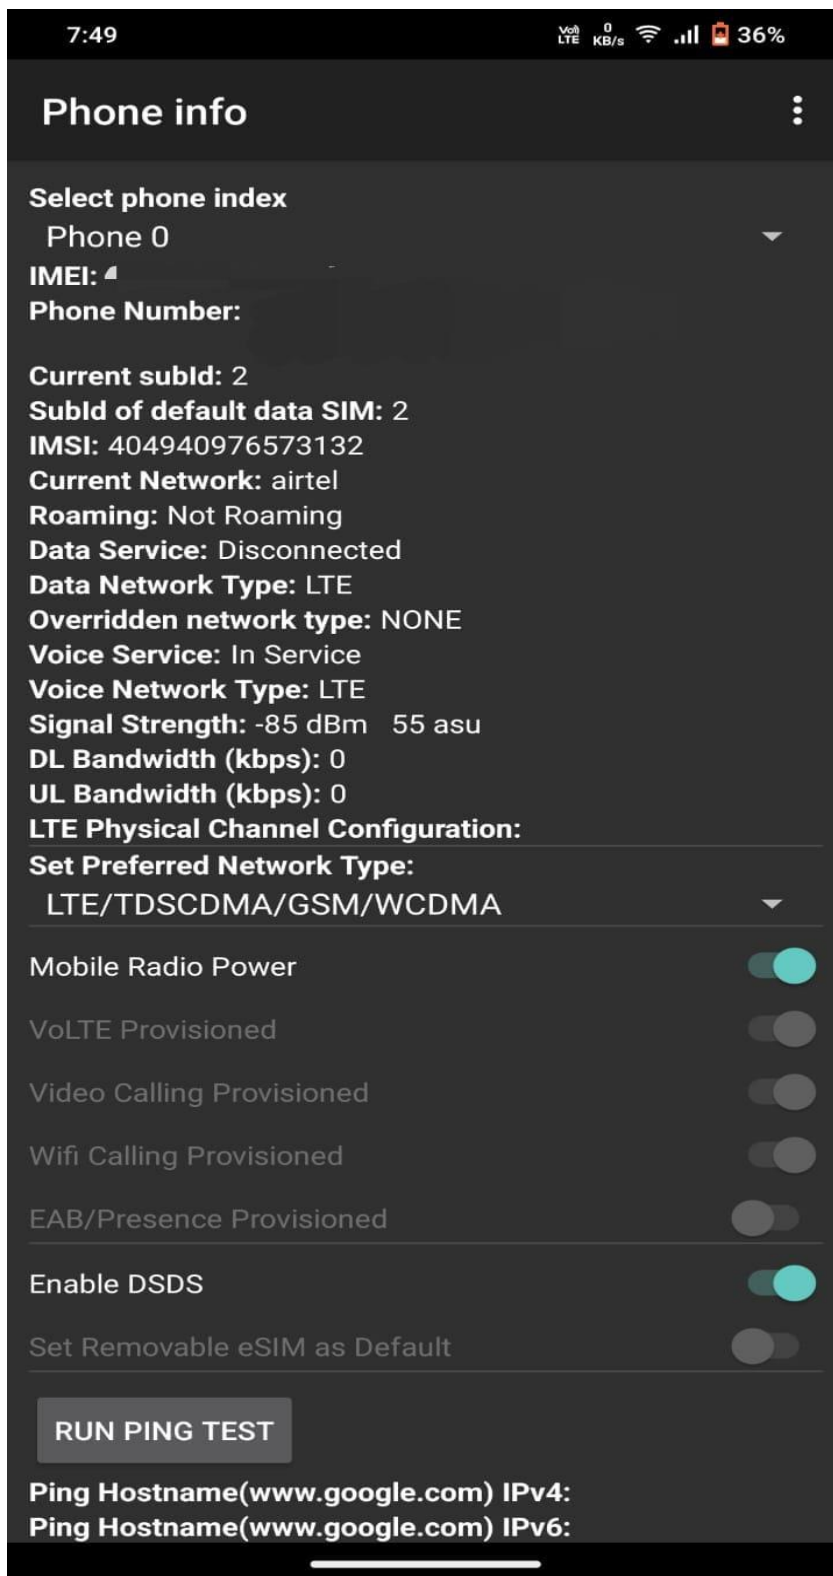 7:49 Vo) LTE 0 KB/s 36%
Phone info
Select phone index
Phone 0
IMEI:
Phone Number:
Current subId: 2
SubId of default data SIM: 2
IMSI: 404940976573132
Current Network: airtel
Roaming: Not Roaming
Data Service: Disconnected
Data Network Type: LTE
Overridden network type: NONE
Voice Service: In Service
Voice Network Type: LTE
Signal Strength: -85 dBm 55 asu
DL Bandwidth (kbps): 0
UL Bandwidth (kbps): 0
LTE Physical Channel Configuration:
Set Preferred Network Type:
LTE/TDSCDMA/GSM/WCDMA
Mobile Radio Power
VoLTE Provisioned
Video Calling Provisioned
Wifi Calling Provisioned
EAB/Presence Provisioned
Enable DSDS
Set Removable eSIM as Default
RUN PING TEST
Ping Hostname(www.google.com) IPv4:
Ping Hostname(www.google.com) IPv6: